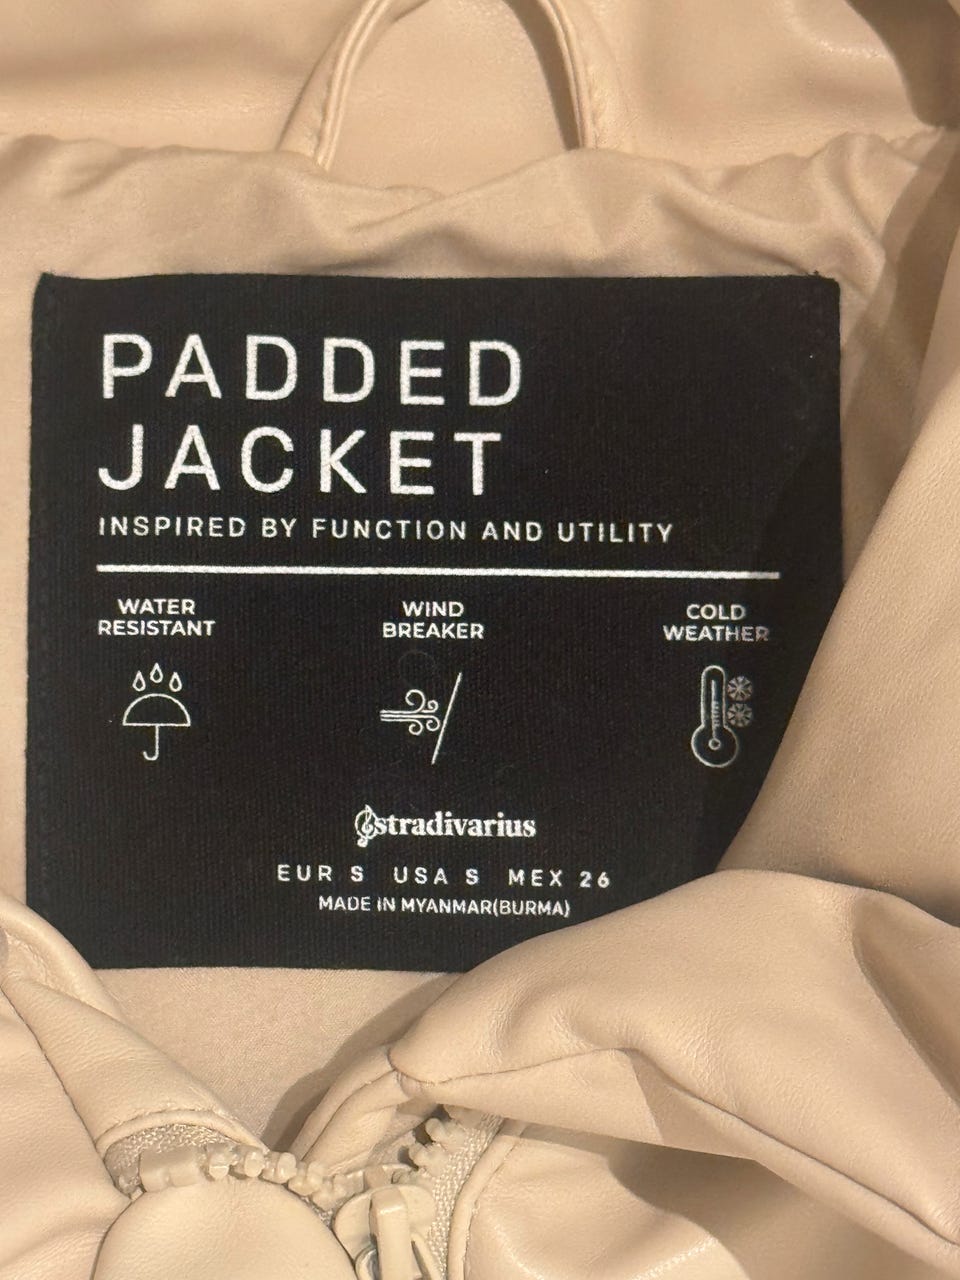 PADDED
JACKET
INSPIRED BY FUNCTION AND UTILITY
WATER
RESISTANT
WIND
BREAKER
COLD
WEATHER
stradivarius
EUR S USA S MEX 26
MADE IN MYANMAR(BURMA)